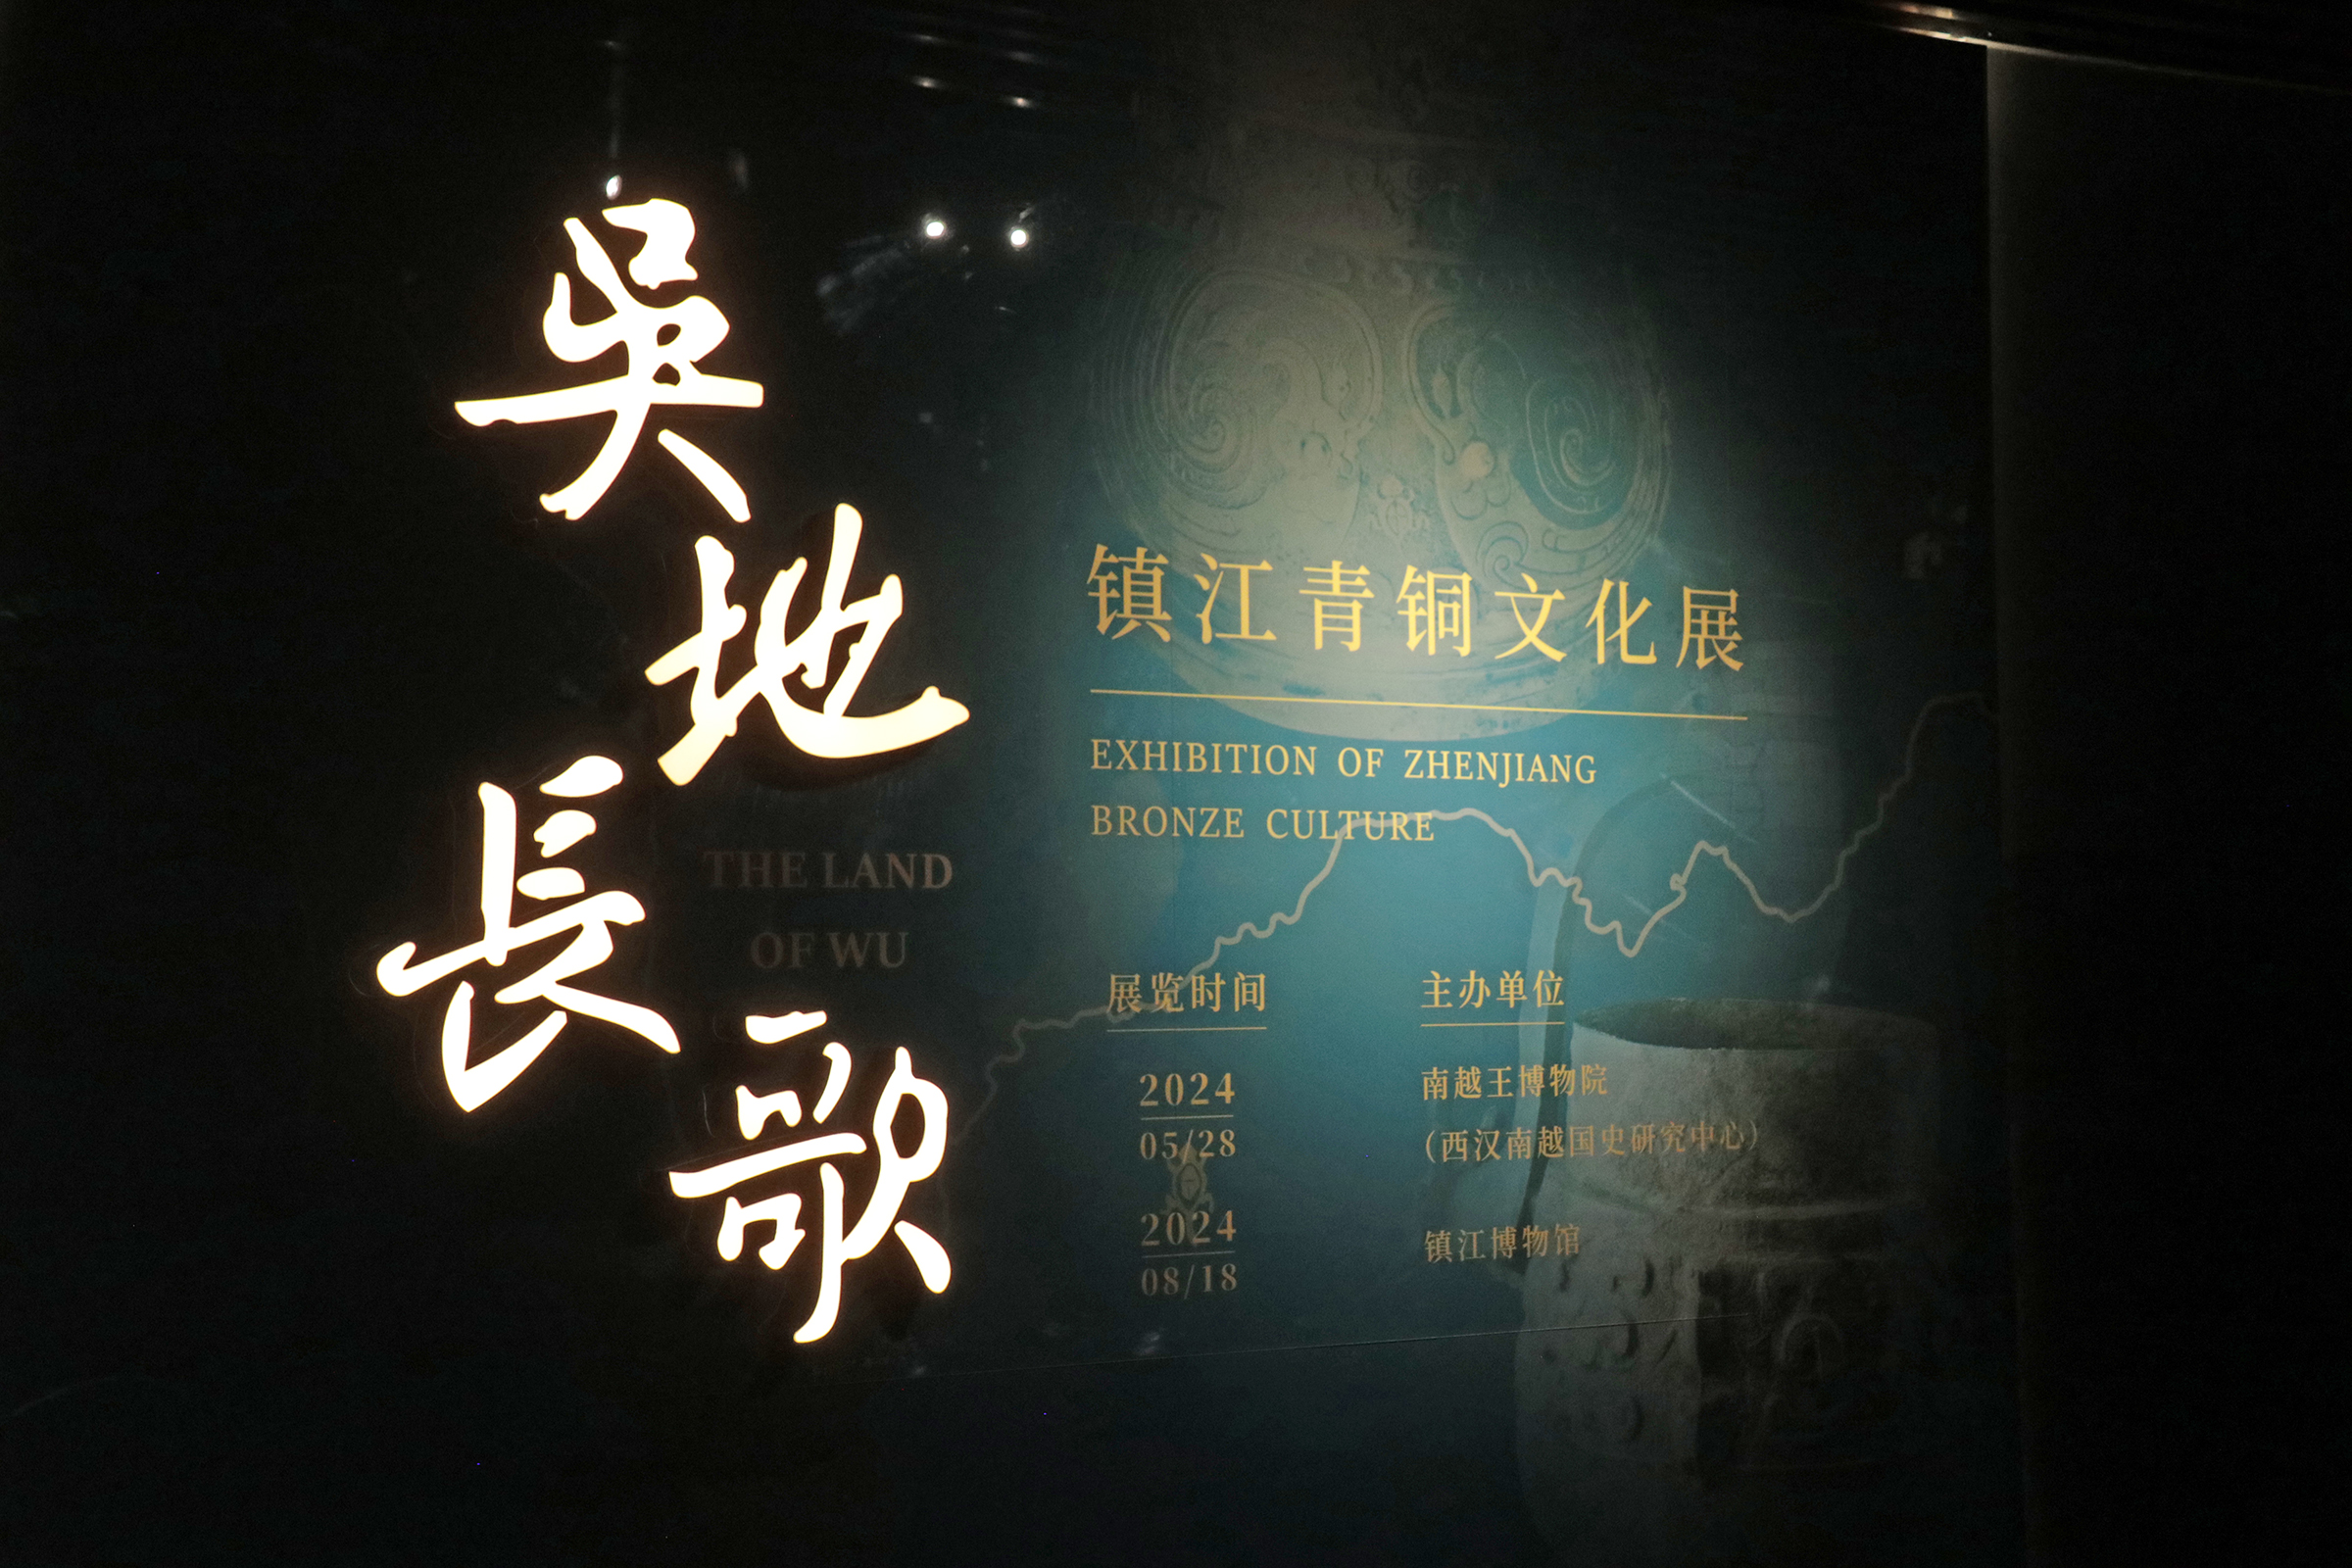 吳地長歌
THE LAND
OF WU
镇江青铜文化展
EXHIBITION OF ZHENJIANG
BRONZE CULTURE
展览时间
2024
05/28
2024
08/18
主办单位
南越王博物院
（西汉南越国史研究中心）
镇江博物馆